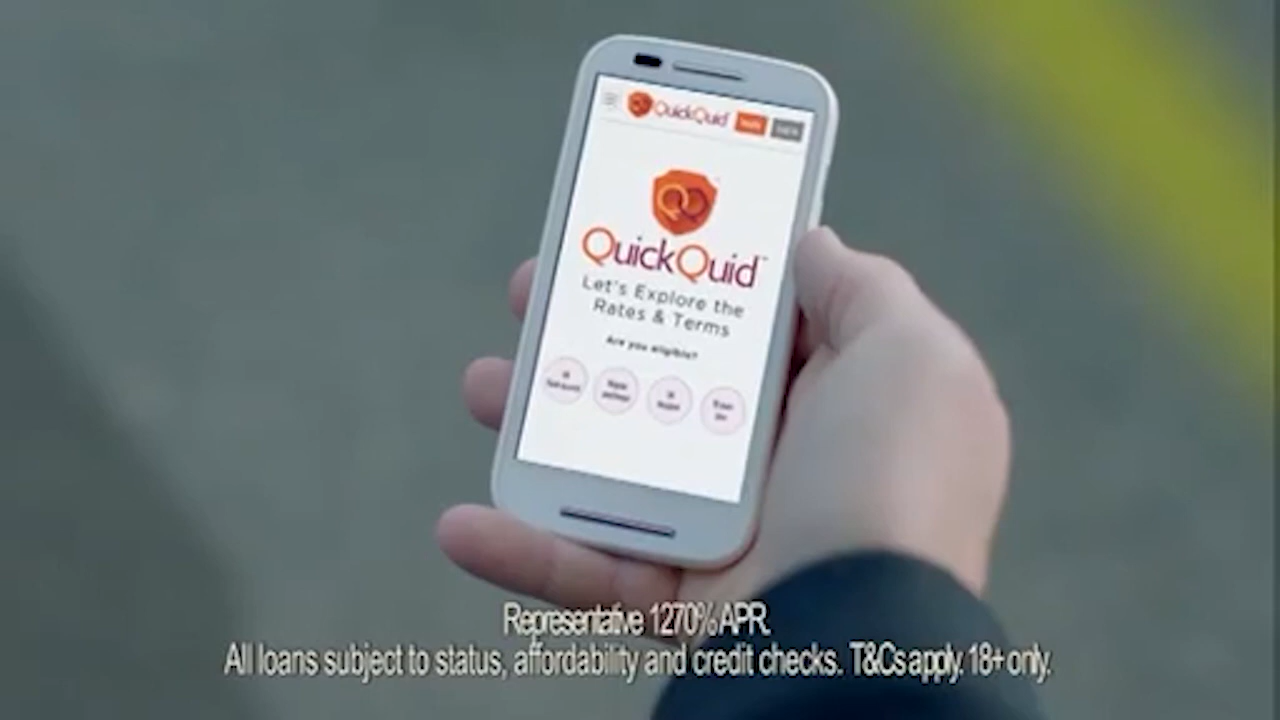 QuickQuid
QuickQuid™
Let's Explore the
Rates & Terms
Are you eligible?
Representative 1270% APR.
All loans subject to status, affordability and credit checks. T&Cs apply. 18+ only.